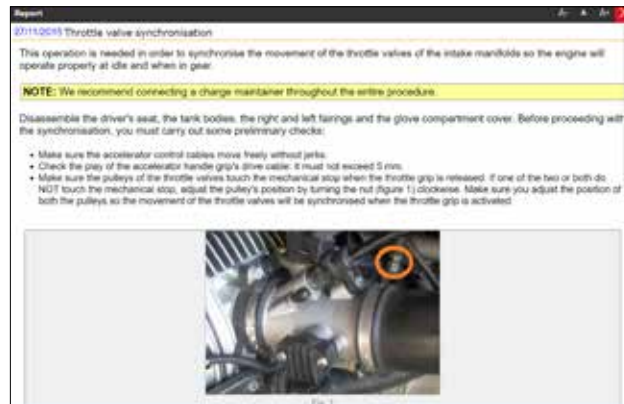 Report A- A A+
27/11/2015 Throttle valve synchronisation
This operation is needed in order to synchronise the movement of the throttle valves of the intake manifolds so the engine will
operate properly at idle and when in gear.
NOTE: We recommend connecting a charge maintainer throughout the entire procedure.
Disassemble the driver's seat, the tank bodies, the right and left fairings and the glove compartment cover. Before proceeding with
the synchronisation, you must carry out some preliminary checks:
• Make sure the accelerator control cables move freely without jerks.
• Check the play of the accelerator handle grip's drive cable: it must not exceed 5 mm.
• Make sure the pulleys of the throttle valves touch the mechanical stop when the throttle grip is released. If one of the two or both do
NOT touch the mechanical stop, adjust the pulley's position by turning the nut (figure 1) clockwise. Make sure you adjust the position of
both the pulleys so the movement of the throttle valves will be synchronised when the throttle grip is activated.